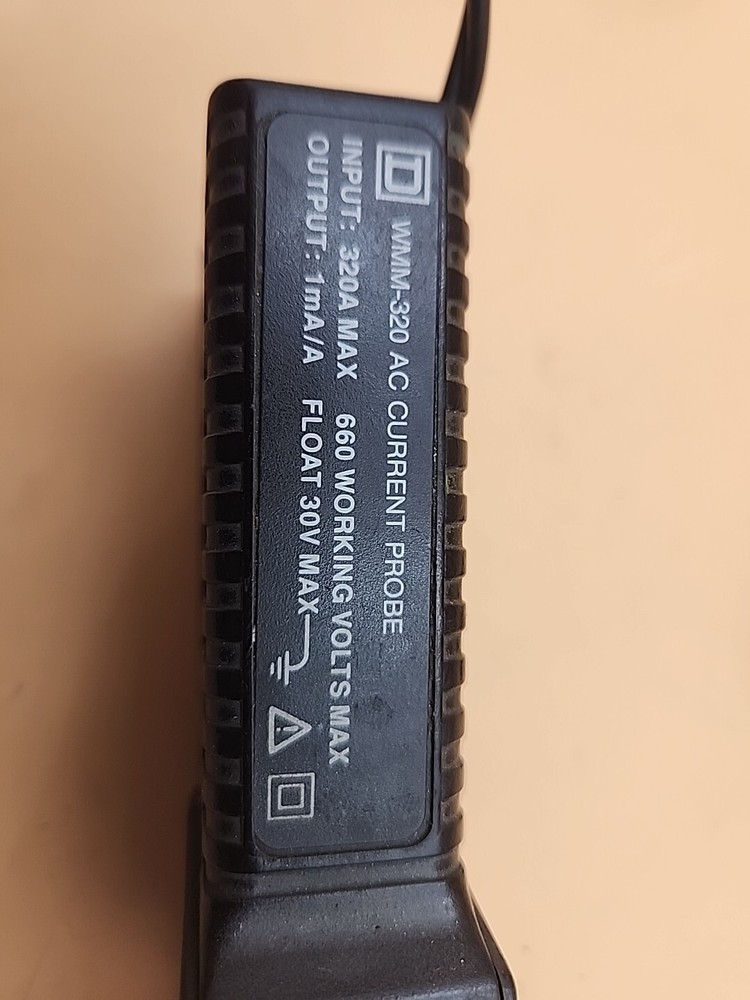 D WMM-320 AC CURRENT PROBE
INPUT: 320A MAX 660 WORKING VOLTS MAX
OUTPUT: 1mA/A FLOAT 30V MAX